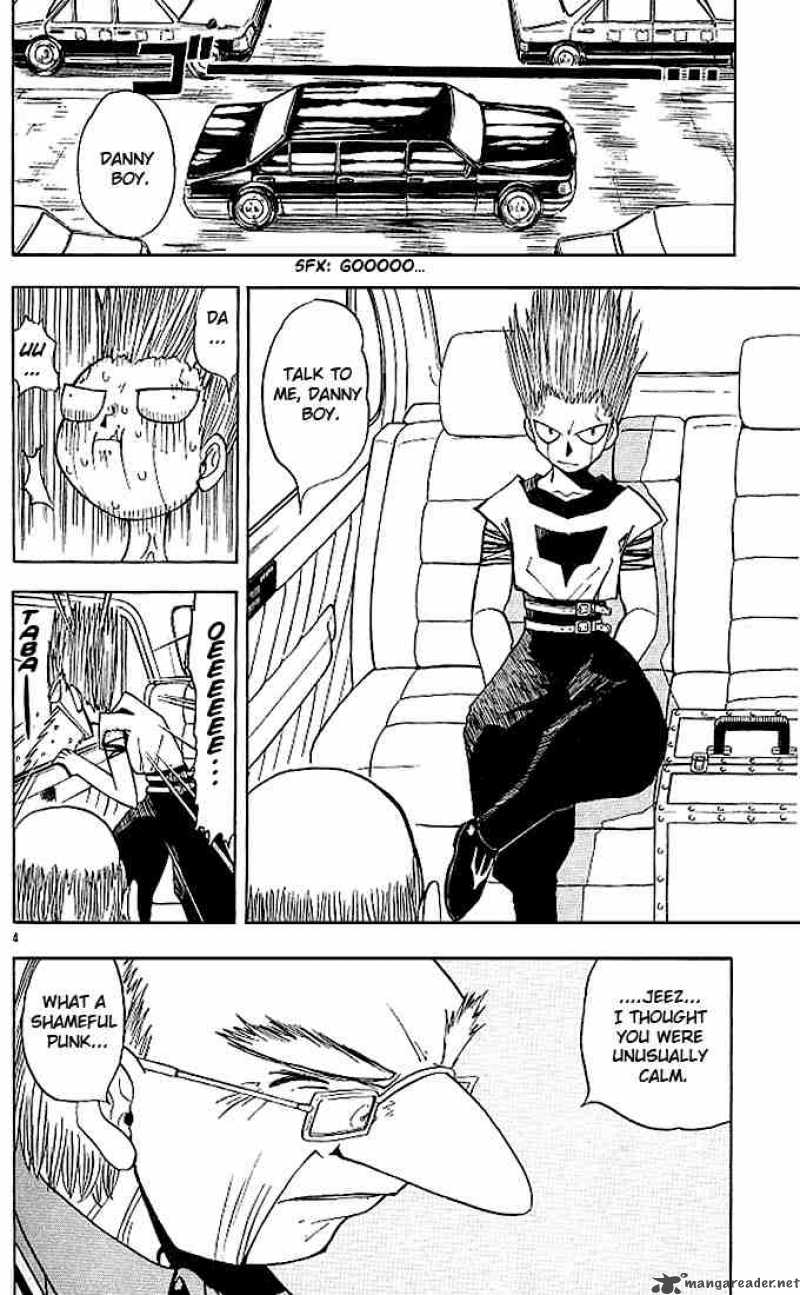 ゴ
DANNY
BOY.
SFX: GOOOOO...
TALK TO
ME, DANNY
BOY.
DA
...
UU
...
OEEEEEE...
TABA
....JEEZ...
I THOUGHT
YOU WERE
UNUSUALLY
CALM.
WHAT A
SHAMEFUL
PUNK...
4
mangareader.net